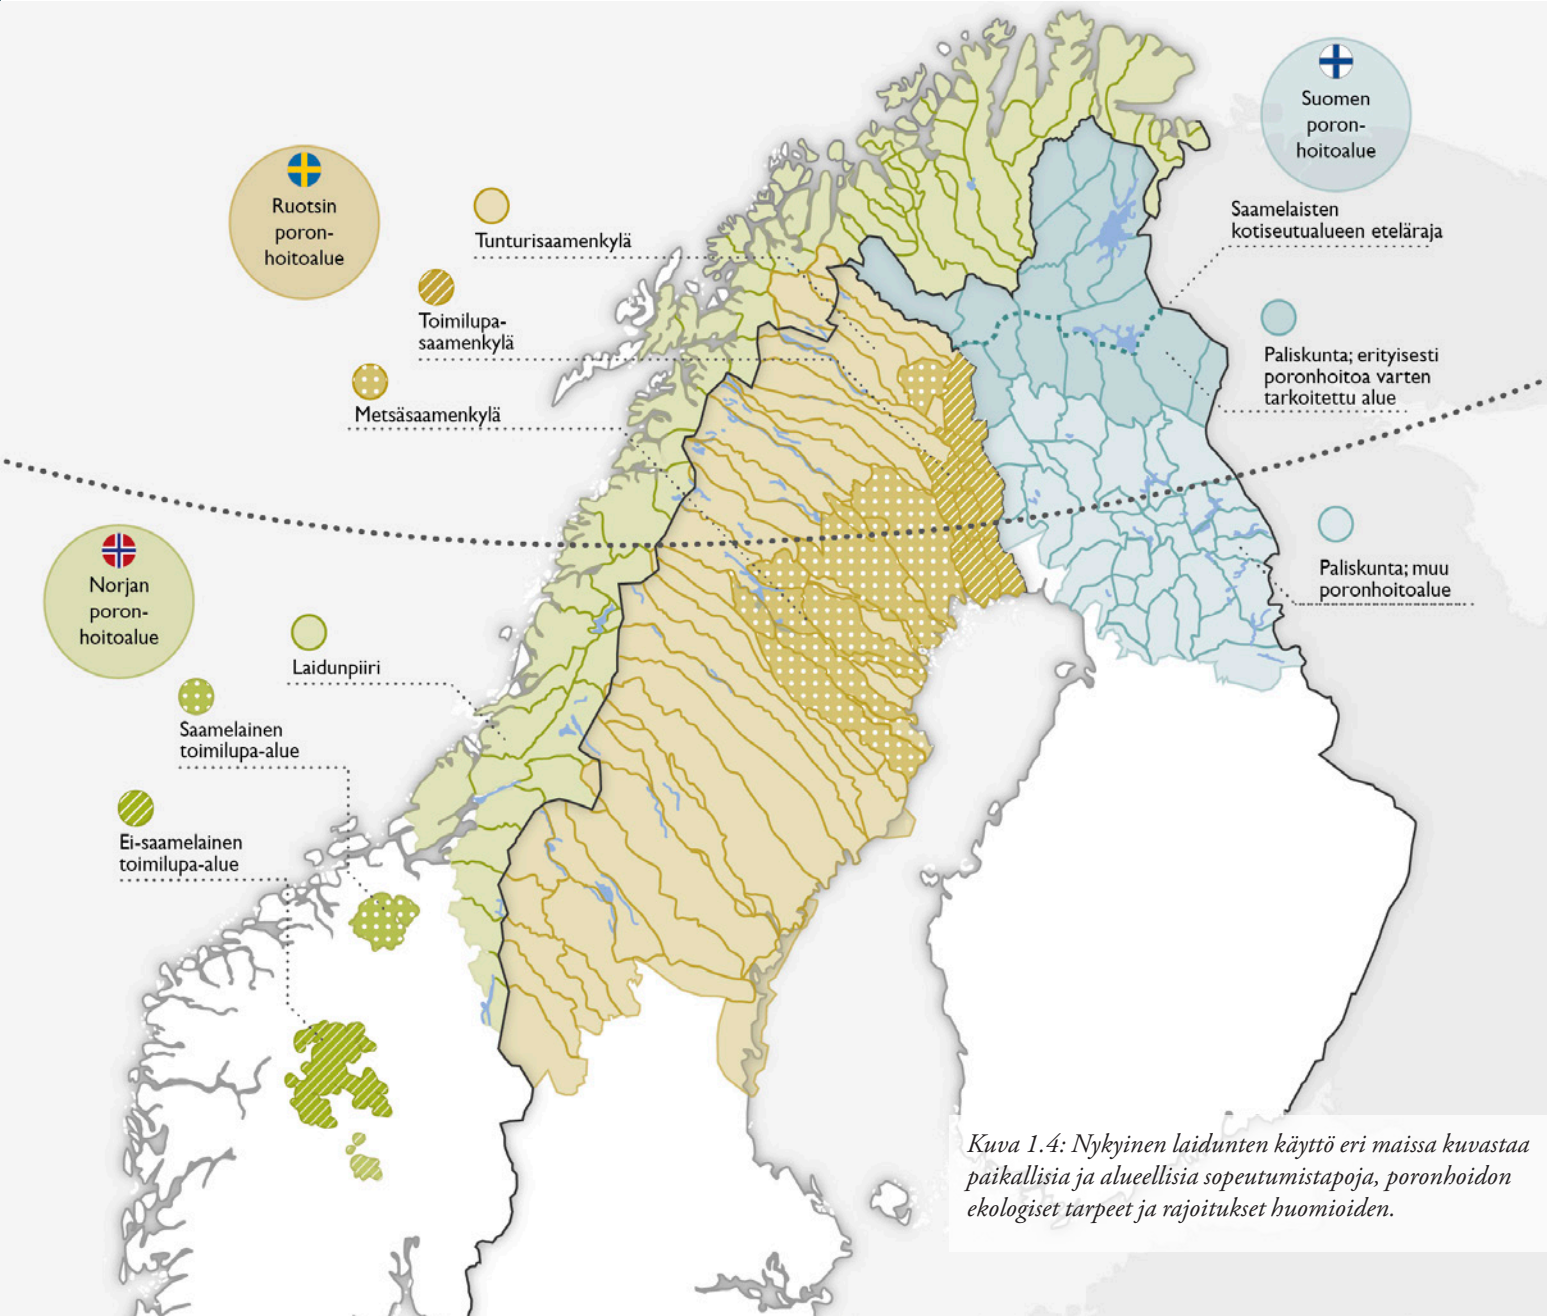 Suomen
poron-
hoitoalue
Ruotsin
poron-
hoitoalue
Tunturisaamenkylä
Toimilupa-
saamenkylä
Metsäsaamenkylä
Saamelaisten
kotiseutualueen eteläraja
Paliskunta; erityisesti
poronhoitoa varten
tarkoitettu alue
Paliskunta; muu
poronhoitoalue
Norjan
poron-
hoitoalue
Laidunpiiri
Saamelainen
toimilupa-alue
Ei-saamelainen
toimilupa-alue
Kuva 1.4: Nykyinen laidunten käyttö eri maissa kuvastaa
paikallisia ja alueellisia sopeutumistapoja, poronhoidon
ekologiset tarpeet ja rajoitukset huomioiden.